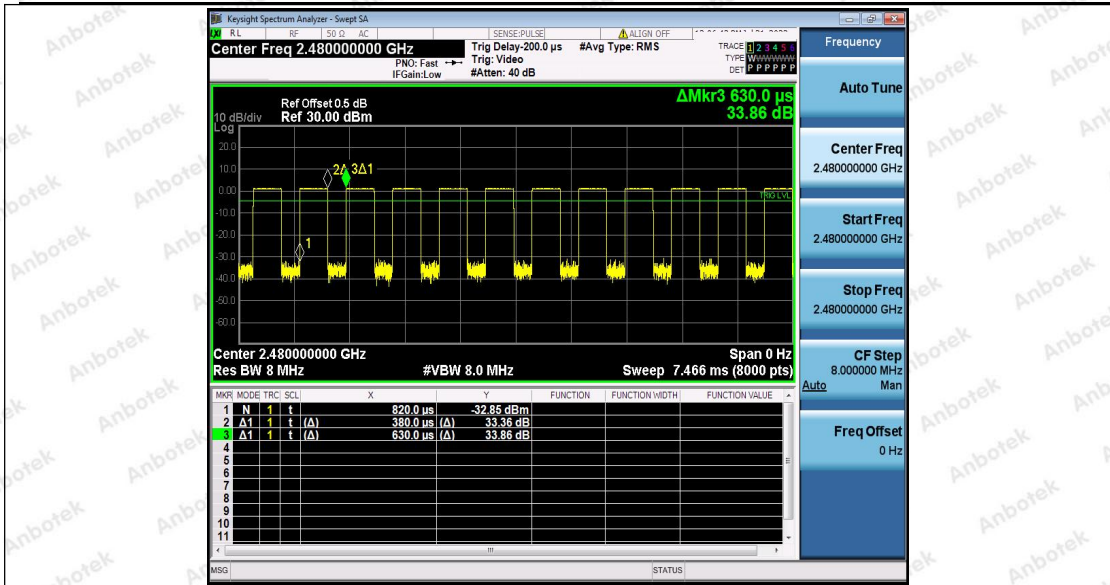 Keysight Spectrum Analyzer - Swept SA
RL RF 50 Ω AC SENSE:PULSE ALIGN OFF
Center Freq 2.480000000 GHz
PNO: Fast
IFGain:Low
Trig Delay-200.0 µs
Trig: Video
#Atten: 40 dB
#Avg Type: RMS
TRACE 1 2 3 4 5 6
TYPE WWWWWW
DET P P P P P P
ΔMkr3 630.0 µs
33.86 dB
Ref Offset 0.5 dB
10 dB/div Ref 30.00 dBm
Log
20.0
10.0
0.00
-10.0
-20.0
-30.0
-40.0
-50.0
-60.0
2Δ 3Δ1
1
TRIG LVL
Center 2.480000000 GHz Span 0 Hz
Res BW 8 MHz #VBW 8.0 MHz Sweep 7.466 ms (8000 pts)
MKR MODE TRC SCL X Y FUNCTION FUNCTION WIDTH FUNCTION VALUE
1 N 1 t 820.0 µs -32.85 dBm
2 Δ1 1 t (Δ) 380.0 µs (Δ) 33.36 dB
3 Δ1 1 t (Δ) 630.0 µs (Δ) 33.86 dB
4
5
6
7
8
9
10
11
MSG STATUS
Frequency
Auto Tune
Center Freq
2.480000000 GHz
Start Freq
2.480000000 GHz
Stop Freq
2.480000000 GHz
CF Step
8.000000 MHz
Auto Man
Freq Offset
0 Hz
Anbotek